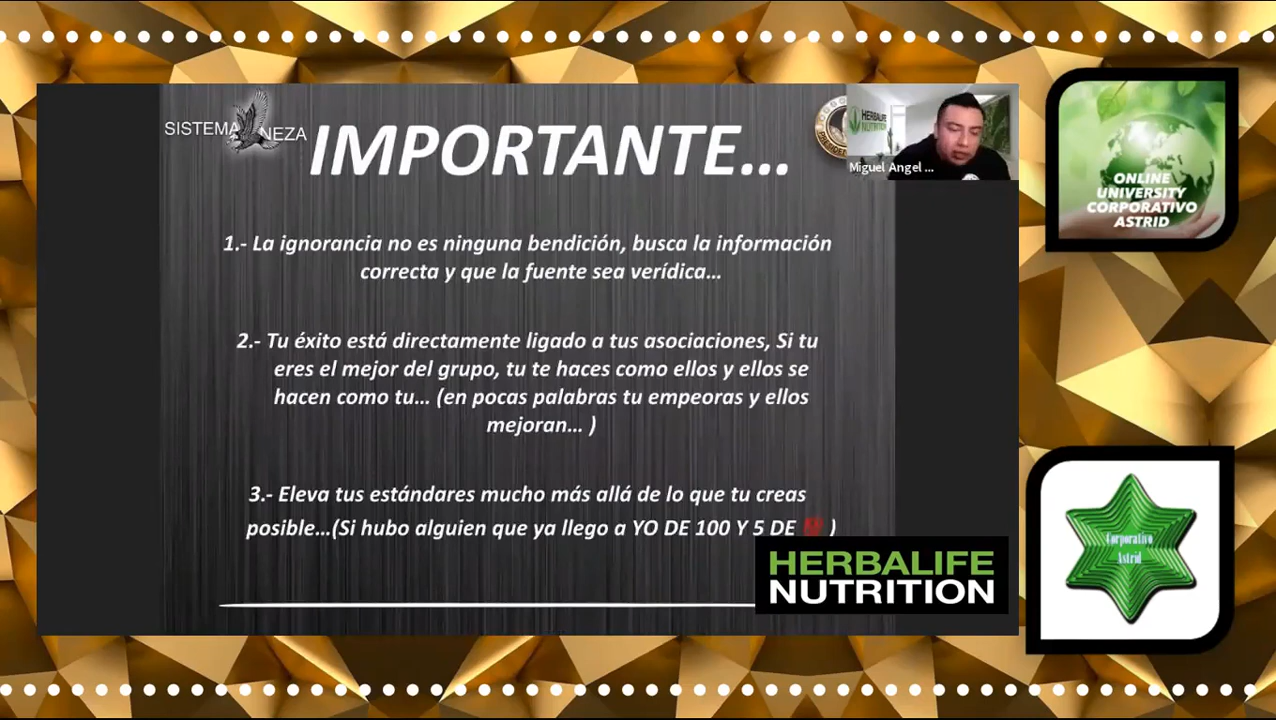 SISTEMA NEZA
IMPORTANTE...
HERBALIFE
NUTRITION
Miguel Angel ...
1.- La ignorancia no es ninguna bendición, busca la información
correcta y que la fuente sea verídica...
2.- Tu éxito está directamente ligado a tus asociaciones, Si tu
eres el mejor del grupo, tu te haces como ellos y ellos se
hacen como tu... (en pocas palabras tu empeoras y ellos
mejoran... )
3.- Eleva tus estándares mucho más allá de lo que tu creas
posible...(Si hubo alguien que ya llego a YO DE 100 Y 5 DE 💯 )
HERBALIFE
NUTRITION
ONLINE
UNIVERSITY
CORPORATIVO
ASTRID
Corporativo
Astrid